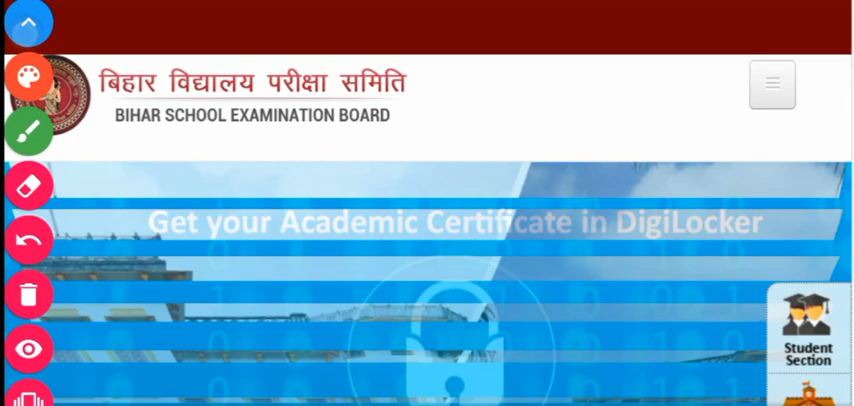 बिहार विद्यालय परीक्षा समिति
BIHAR SCHOOL EXAMINATION BOARD
Get your Academic Certificate in DigiLocker
Student
Section